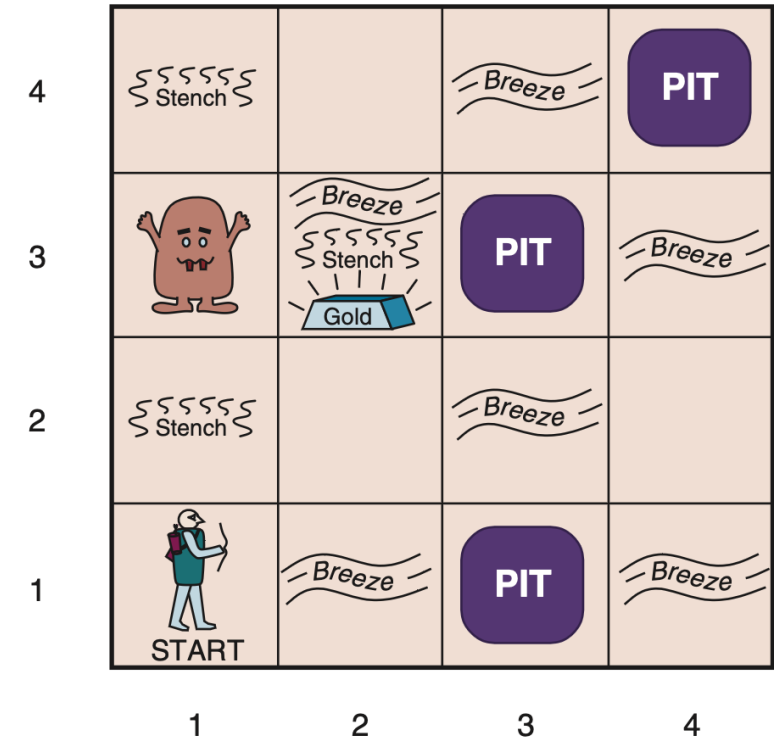 4
Stench
Breeze
PIT
3
Breeze
Stench
Gold
PIT
Breeze
2
Stench
Breeze
1
START
Breeze
PIT
Breeze
1 2 3 4